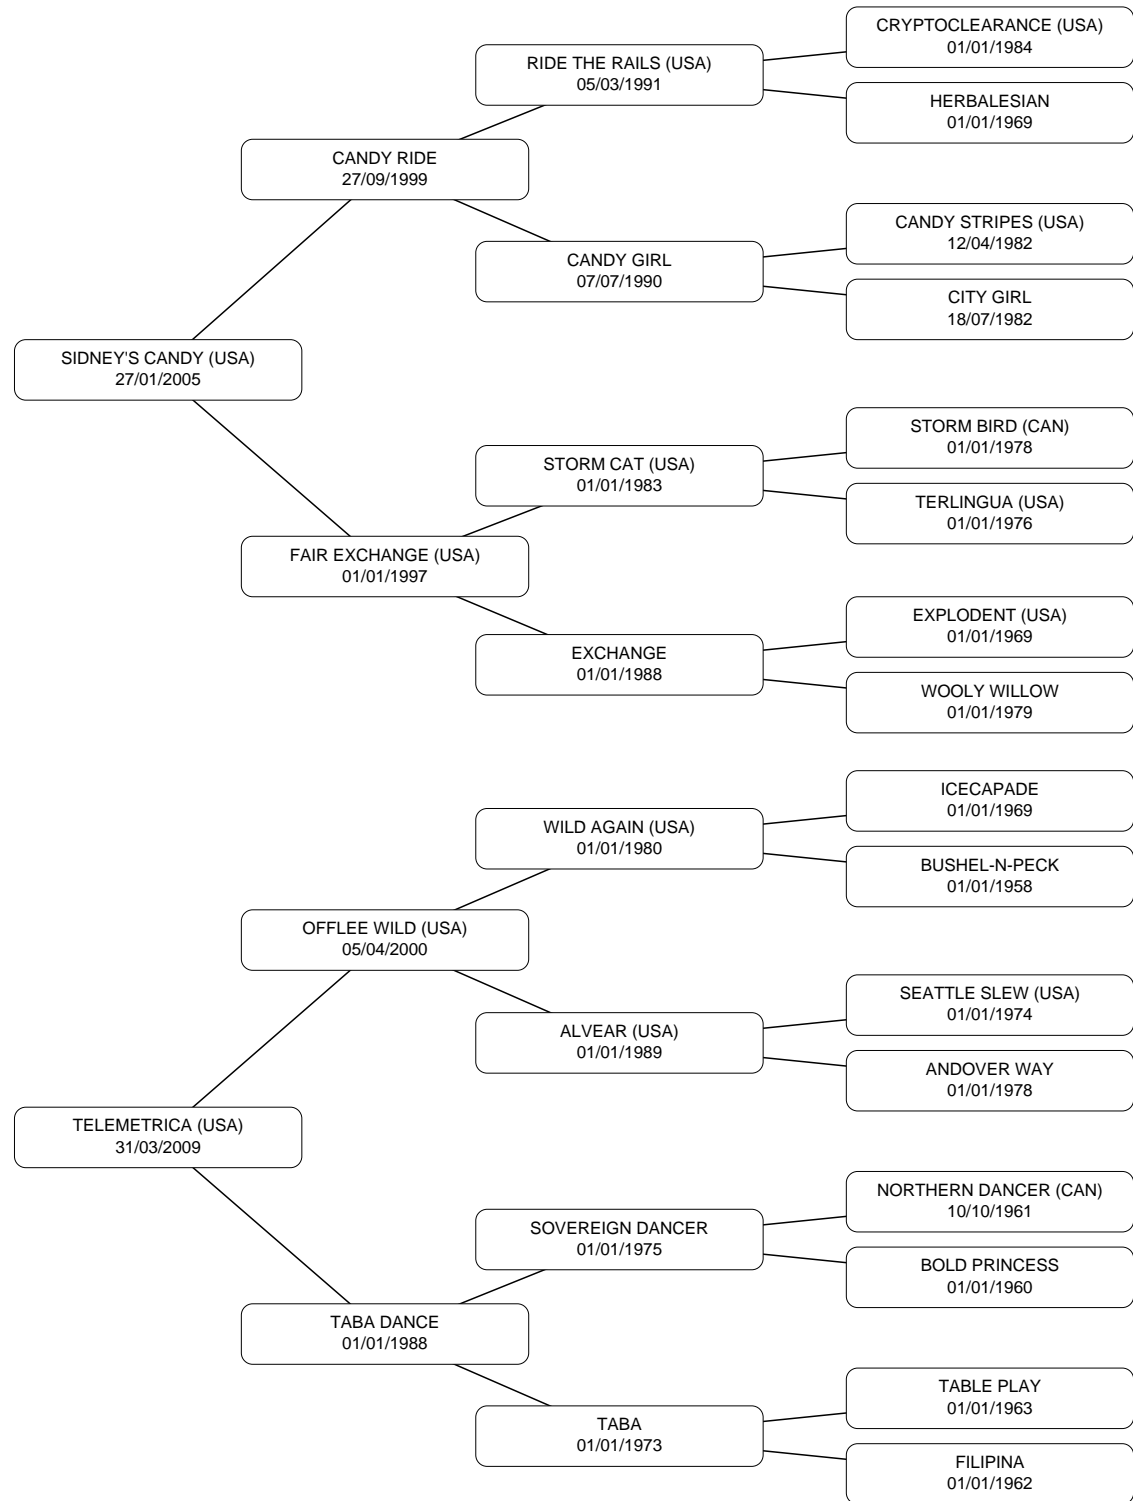 CRYPTOCLEARANCE (USA)
01/01/1984
RIDE THE RAILS (USA)
05/03/1991
HERBALESIAN
01/01/1969
CANDY RIDE
27/09/1999
CANDY STRIPES (USA)
12/04/1982
CANDY GIRL
07/07/1990
CITY GIRL
18/07/1982
SIDNEY'S CANDY (USA)
27/01/2005
STORM BIRD (CAN)
01/01/1978
STORM CAT (USA)
01/01/1983
TERLINGUA (USA)
01/01/1976
FAIR EXCHANGE (USA)
01/01/1997
EXPLODENT (USA)
01/01/1969
EXCHANGE
01/01/1988
WOOLY WILLOW
01/01/1979
ICECAPADE
01/01/1969
WILD AGAIN (USA)
01/01/1980
BUSHEL-N-PECK
01/01/1958
OFFLEE WILD (USA)
05/04/2000
SEATTLE SLEW (USA)
01/01/1974
ALVEAR (USA)
01/01/1989
ANDOVER WAY
01/01/1978
TELEMETRICA (USA)
31/03/2009
NORTHERN DANCER (CAN)
10/10/1961
SOVEREIGN DANCER
01/01/1975
BOLD PRINCESS
01/01/1960
TABA DANCE
01/01/1988
TABLE PLAY
01/01/1963
TABA
01/01/1973
FILIPINA
01/01/1962